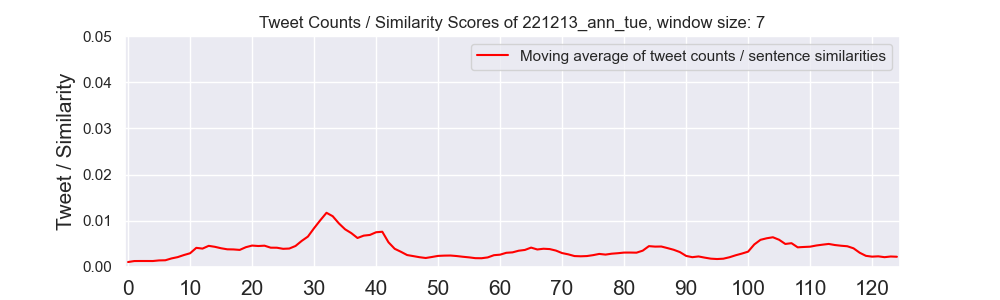 Tweet Counts / Similarity Scores of 221213_ann_tue, window size: 7
Moving average of tweet counts / sentence similarities
Tweet / Similarity
0.05
0.04
0.03
0.02
0.01
0.00
0 10 20 30 40 50 60 70 80 90 100 110 120